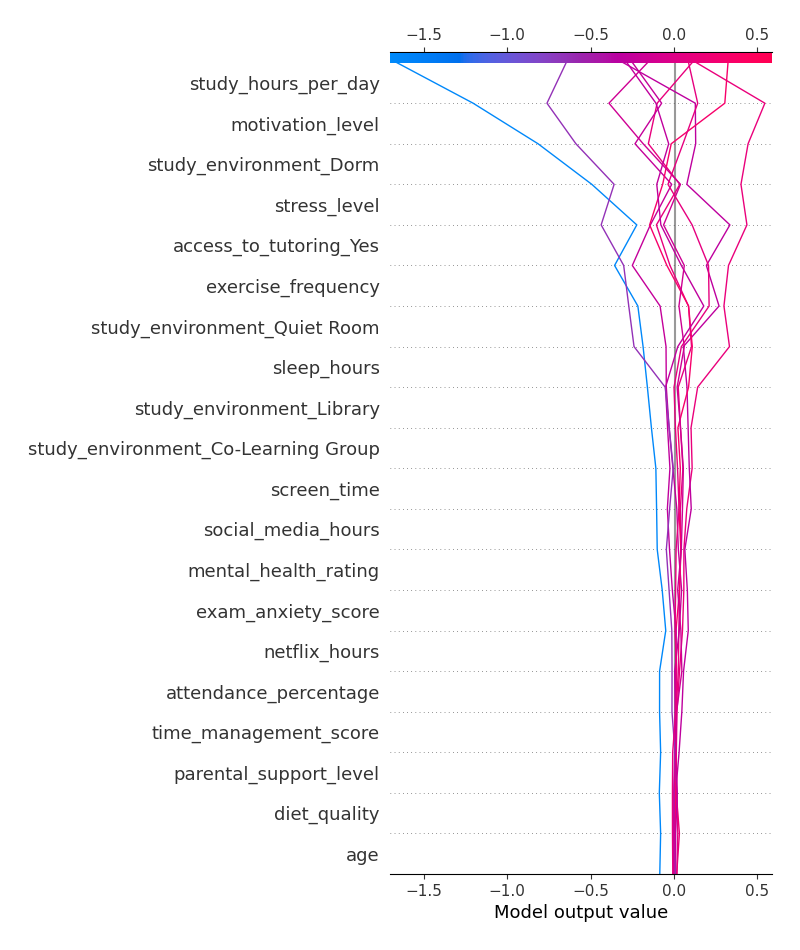 −1.5 −1.0 −0.5 0.0 0.5
study_hours_per_day
motivation_level
study_environment_Dorm
stress_level
access_to_tutoring_Yes
exercise_frequency
study_environment_Quiet Room
sleep_hours
study_environment_Library
study_environment_Co-Learning Group
screen_time
social_media_hours
mental_health_rating
exam_anxiety_score
netflix_hours
attendance_percentage
time_management_score
parental_support_level
diet_quality
age
−1.5 −1.0 −0.5 0.0 0.5
Model output value